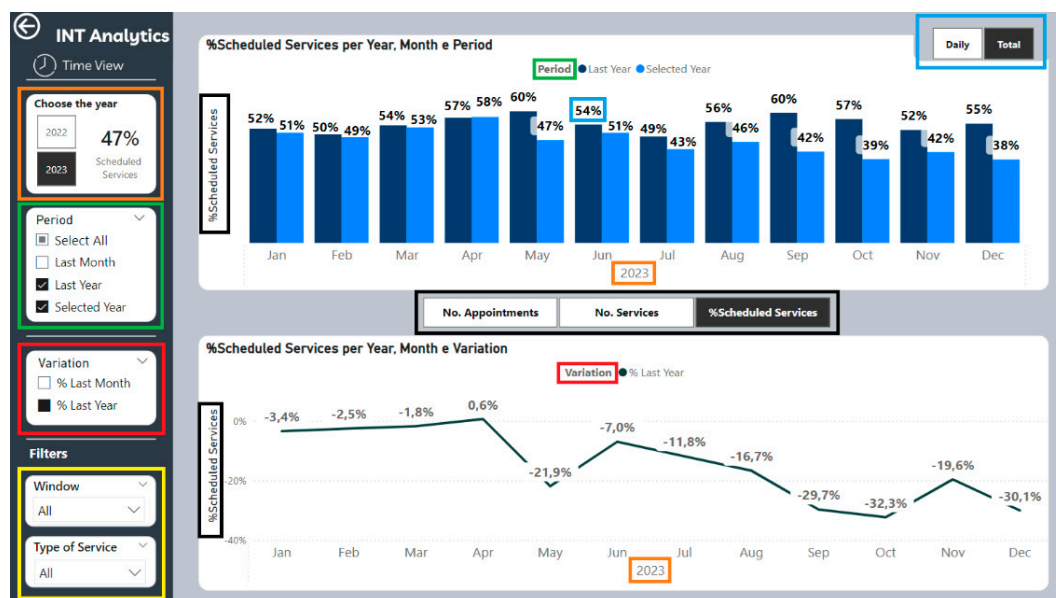 INT Analytics
Time View
Choose the year
2022
2023
47%
Scheduled
Services
Period
Select All
Last Month
Last Year
Selected Year
Variation
% Last Month
% Last Year
Filters
Window
All
Type of Service
All
%Scheduled Services per Year, Month e Period
Daily Total
Period Last Year Selected Year
%Scheduled Services
52% 51% 50% 49% 54% 53% 57% 58% 60% 47% 54% 51% 49% 43% 56% 46% 60% 42% 57% 39% 52% 42% 55% 38%
Jan Feb Mar Apr May Jun Jul Aug Sep Oct Nov Dec
2023
No. Appointments No. Services %Scheduled Services
%Scheduled Services per Year, Month e Variation
Variation % Last Year
%Scheduled Services
0%
-20%
-40%
-3,4% -2,5% -1,8% 0,6% -21,9% -7,0% -11,8% -16,7% -29,7% -32,3% -19,6% -30,1%
Jan Feb Mar Apr May Jun Jul Aug Sep Oct Nov Dec
2023